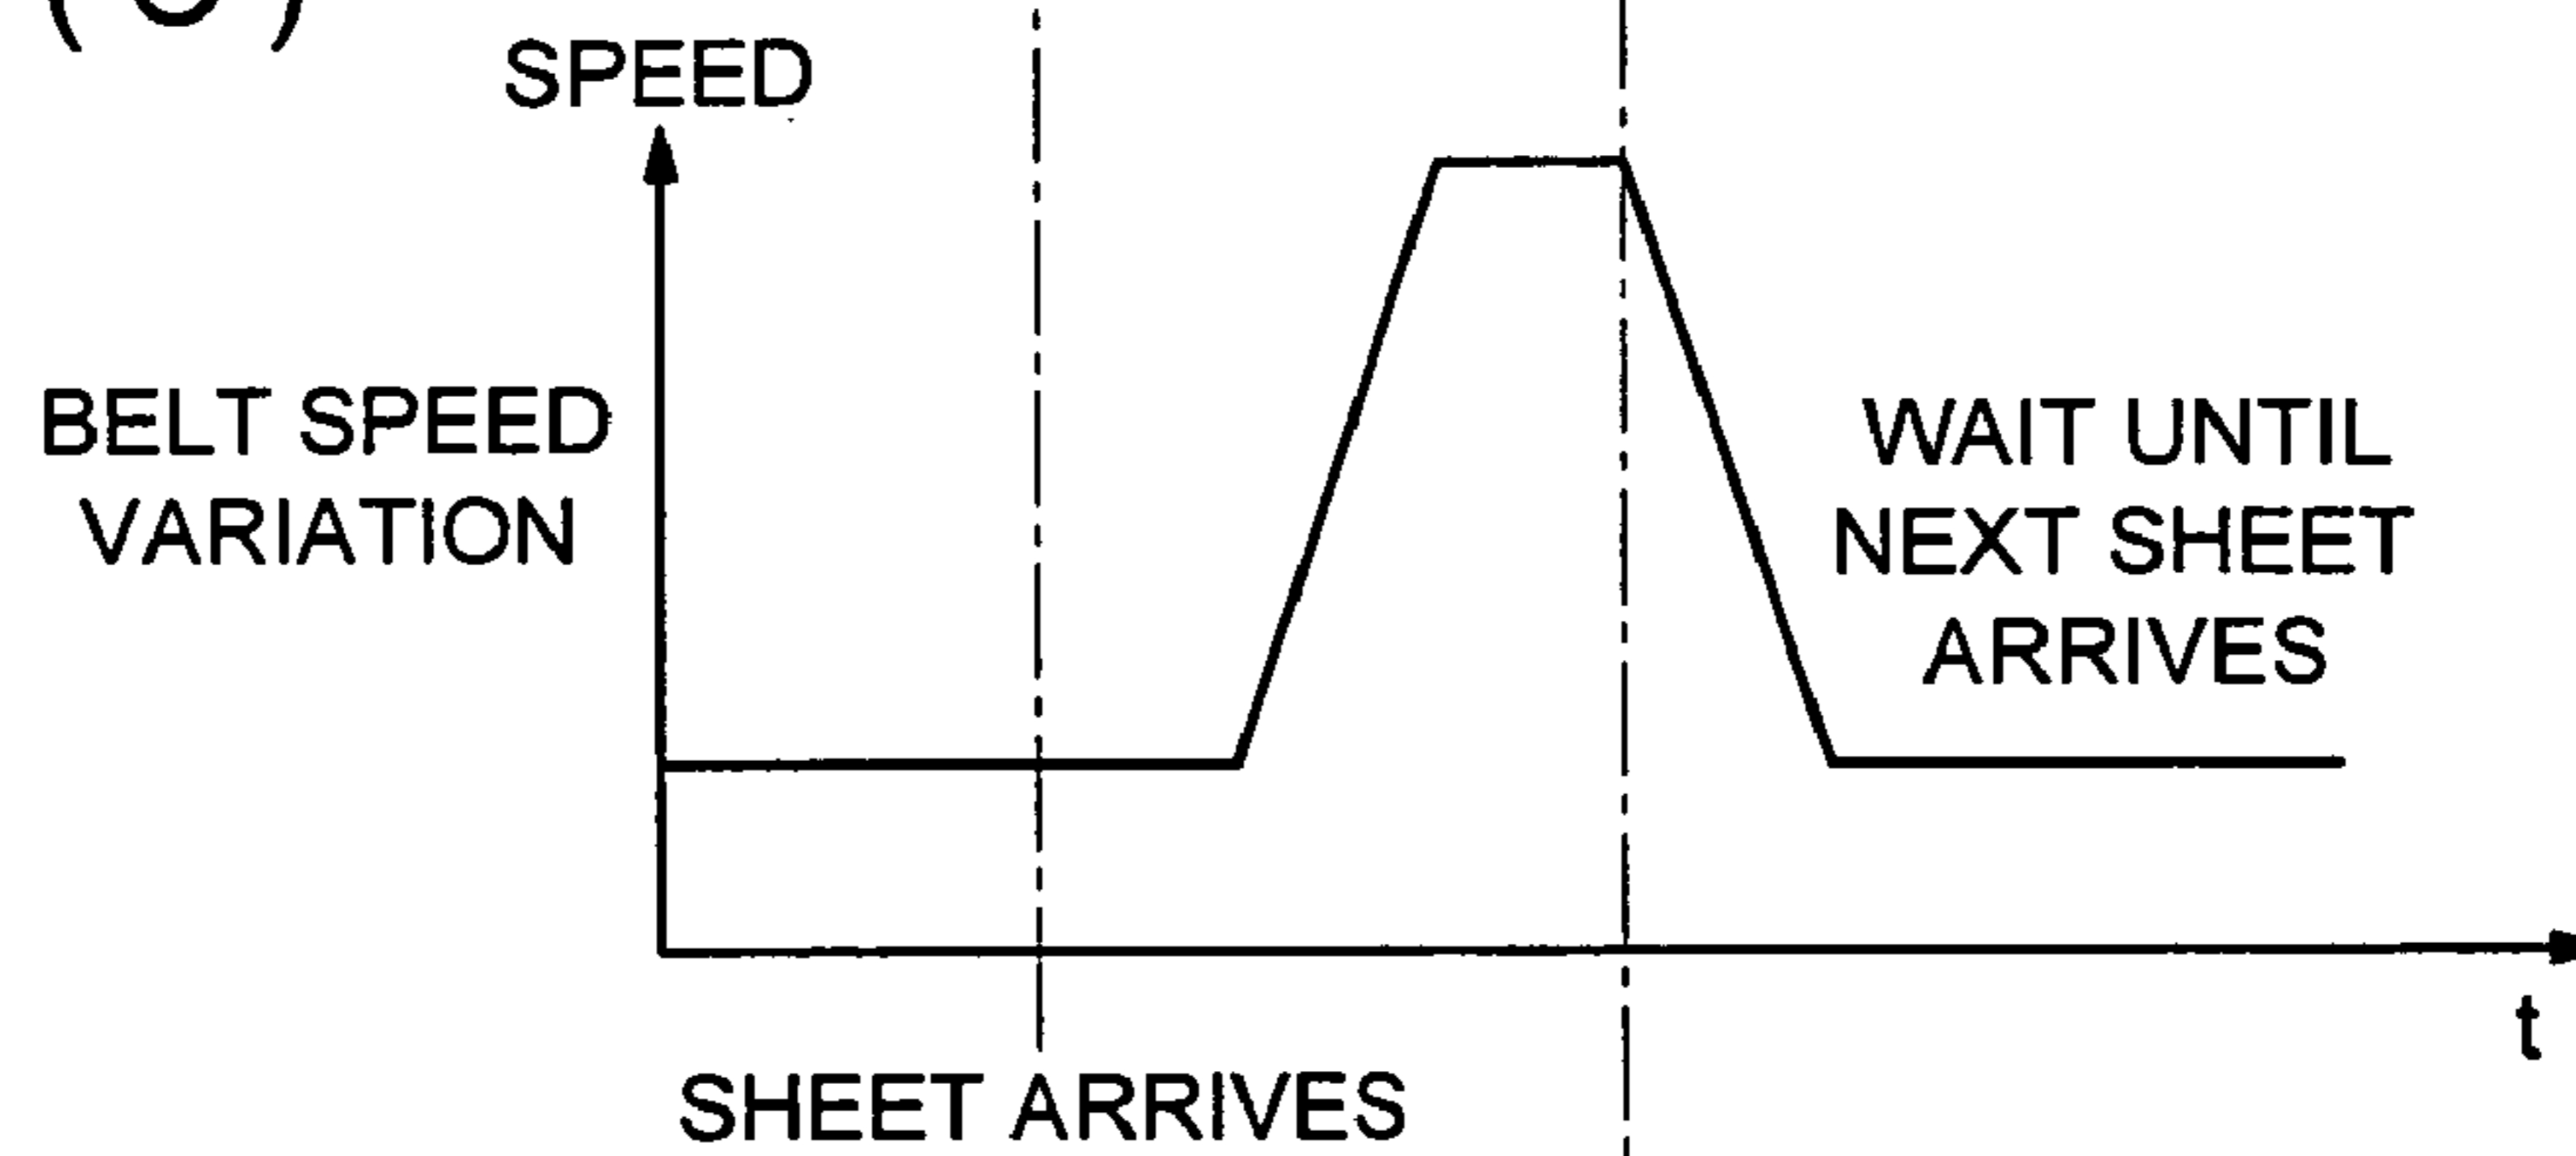 SPEED
BELT SPEED
VARIATION
WAIT UNTIL
NEXT SHEET
ARRIVES
t
SHEET ARRIVES